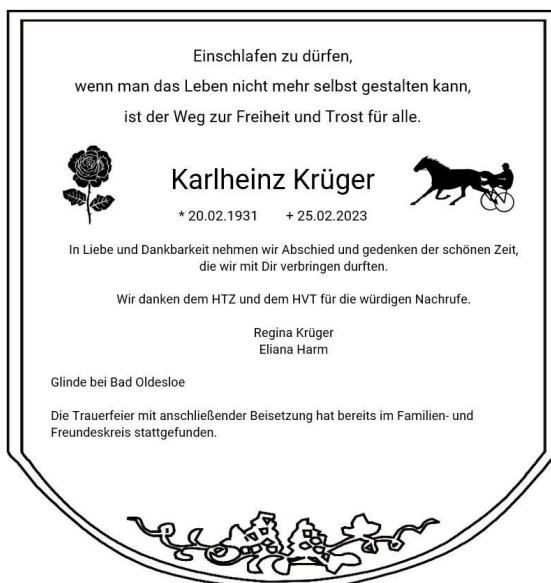 Einschlafen zu dürfen,
wenn man das Leben nicht mehr selbst gestalten kann,
ist der Weg zur Freiheit und Trost für alle.
Karlheinz Krüger
* 20.02.1931 + 25.02.2023
In Liebe und Dankbarkeit nehmen wir Abschied und gedenken der schönen Zeit,
die wir mit Dir verbringen durften.
Wir danken dem HTZ und dem HVT für die würdigen Nachrufe.
Regina Krüger
Eliana Harm
Glinde bei Bad Oldesloe
Die Trauerfeier mit anschließender Beisetzung hat bereits im Familien- und
Freundeskreis stattgefunden.